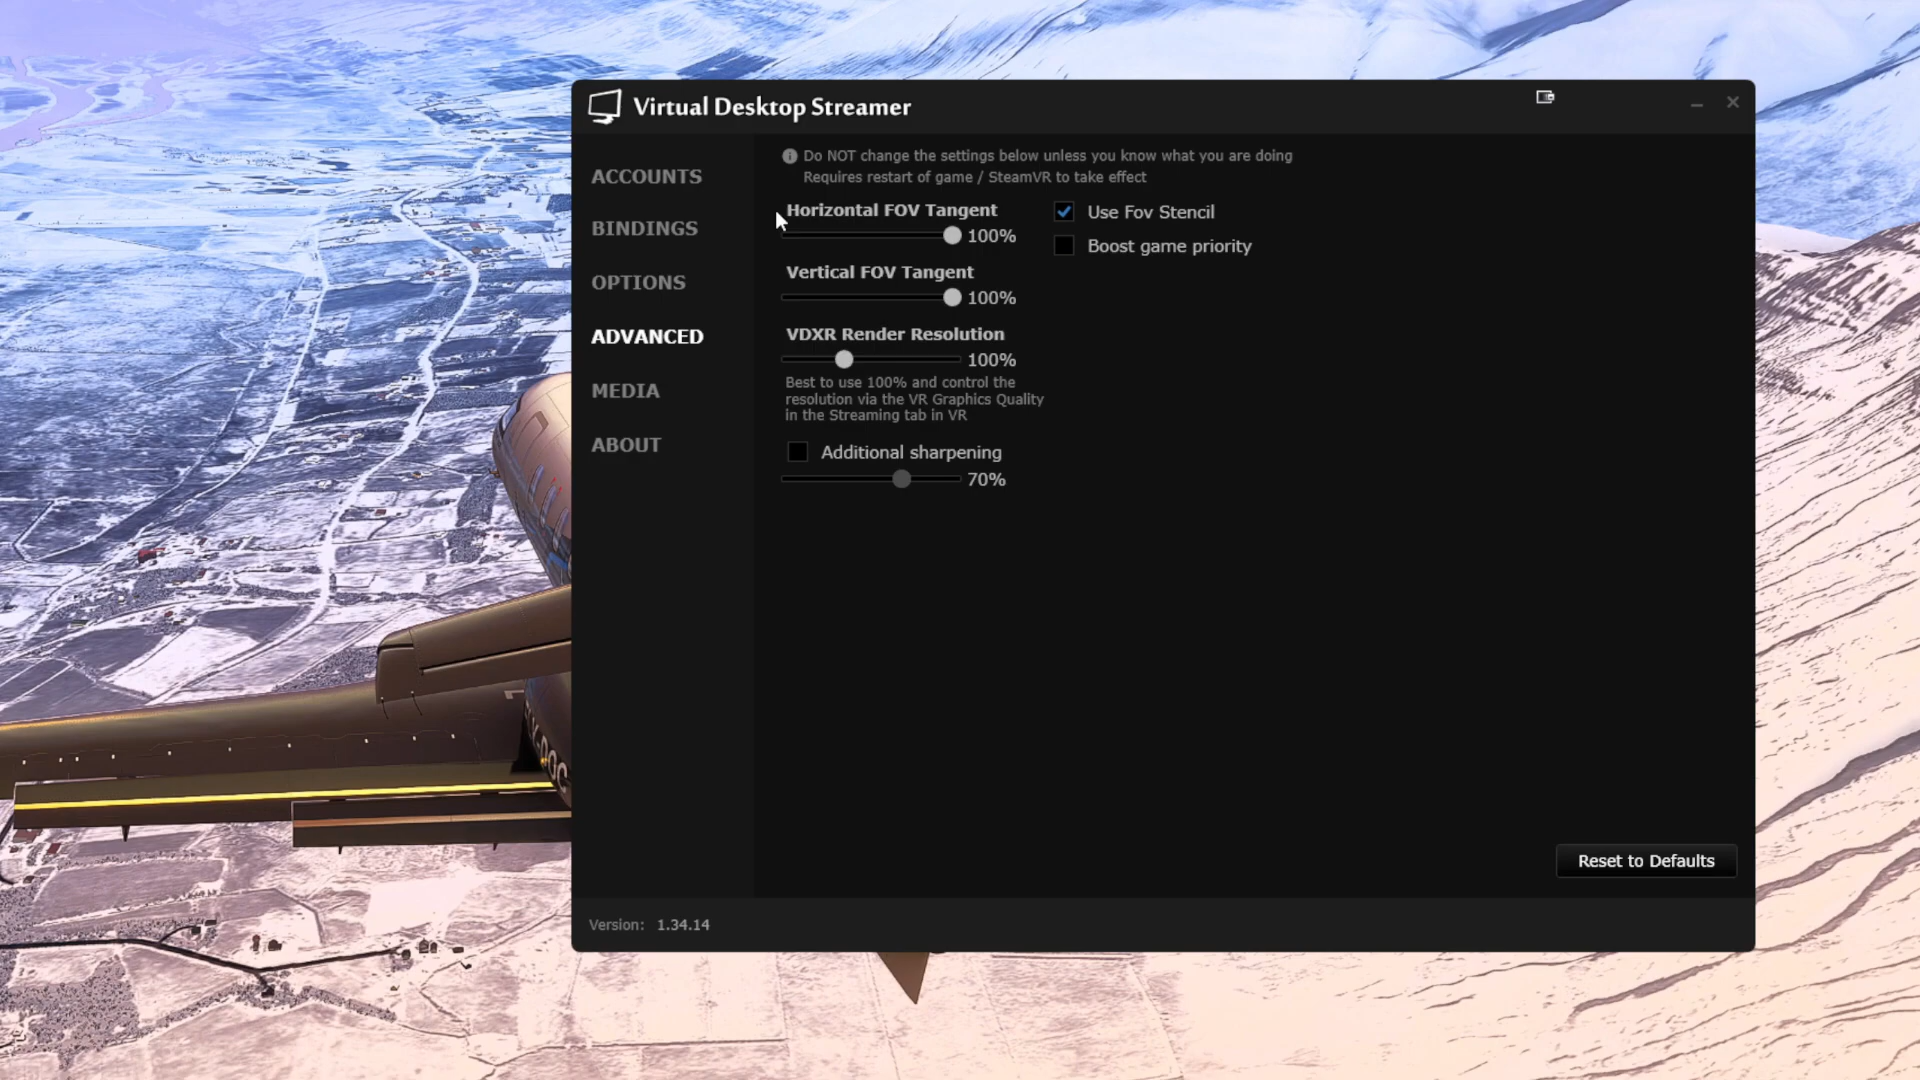 Virtual Desktop Streamer
ACCOUNTS
BINDINGS
OPTIONS
ADVANCED
MEDIA
ABOUT
Do NOT change the settings below unless you know what you are doing
Requires restart of game / SteamVR to take effect
Horizontal FOV Tangent
100%
Use Fov Stencil
Boost game priority
Vertical FOV Tangent
100%
VDXR Render Resolution
100%
Best to use 100% and control the
resolution via the VR Graphics Quality
in the Streaming tab in VR
Additional sharpening
70%
Reset to Defaults
Version: 1.34.14